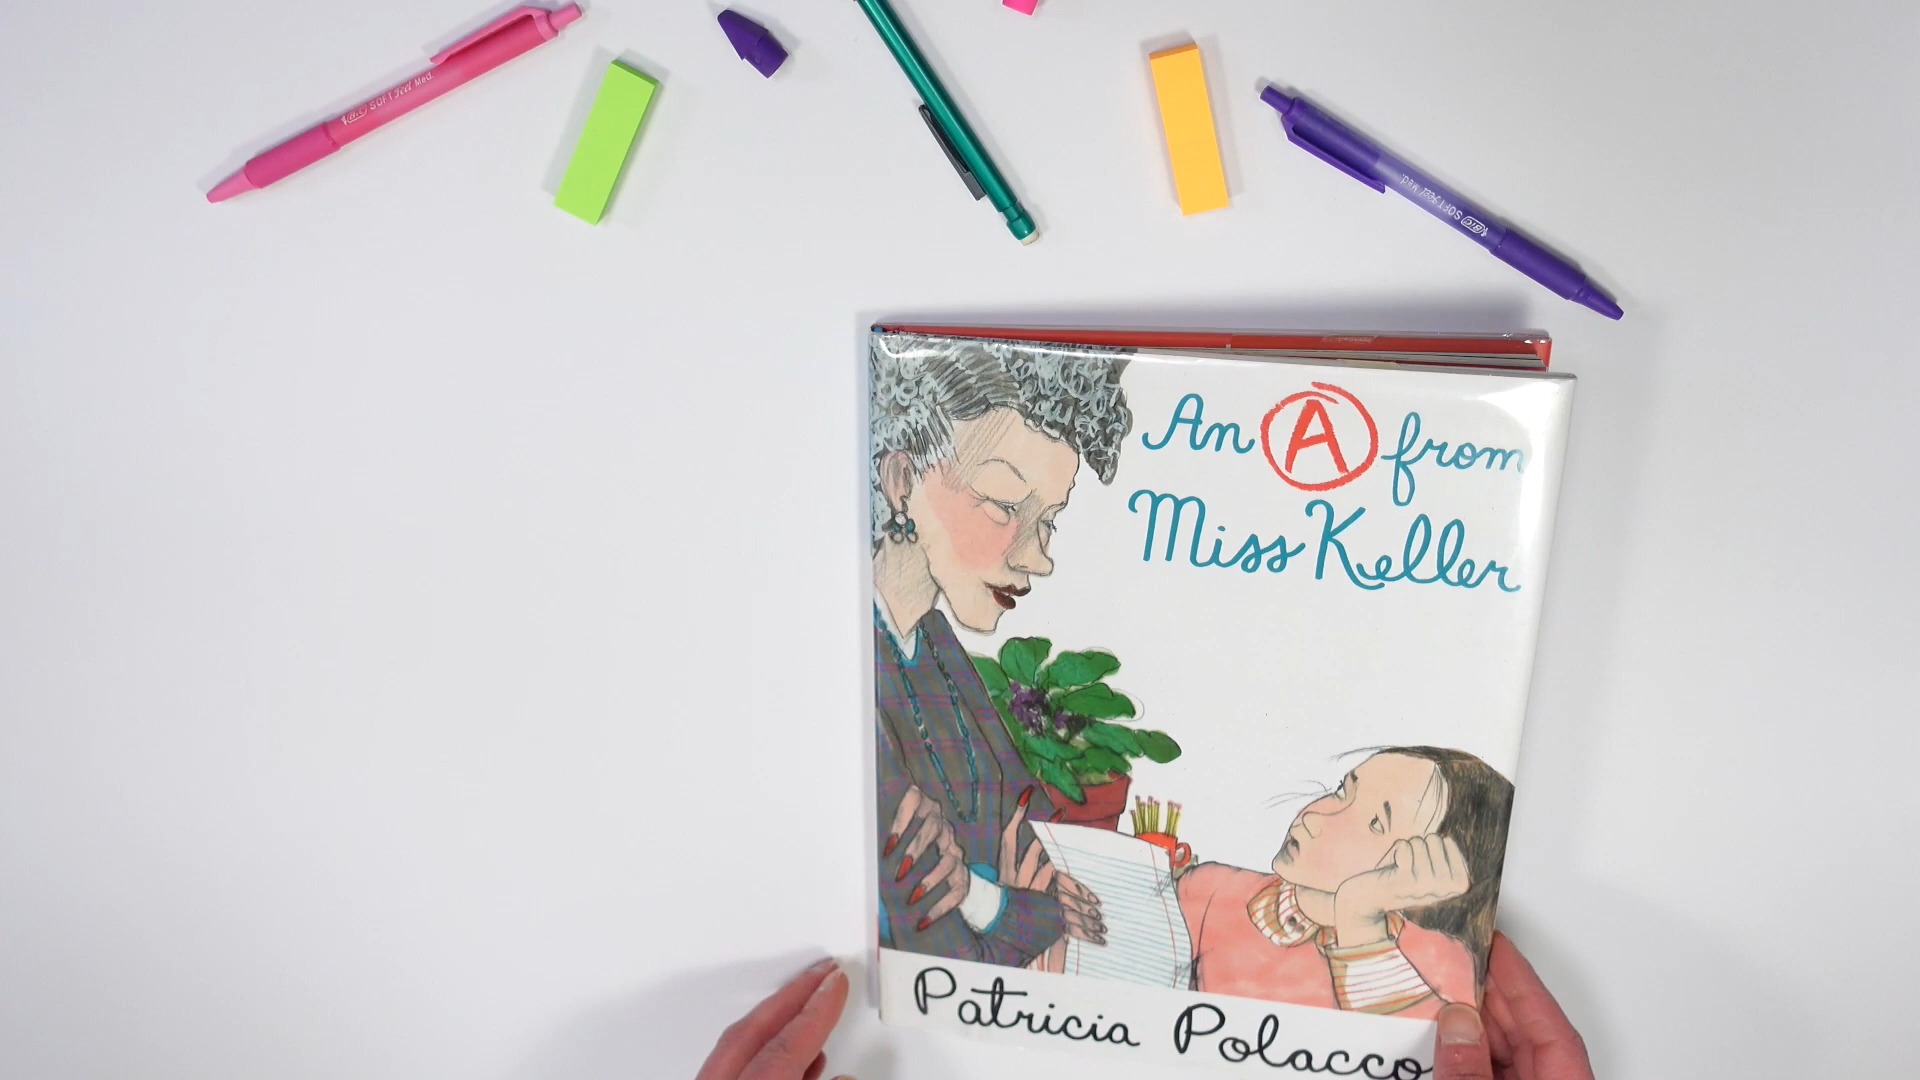 BIC SOFT Feel Med.
BIC SOFT Feel Med.
An A from
Miss Keller
Patricia Polacco